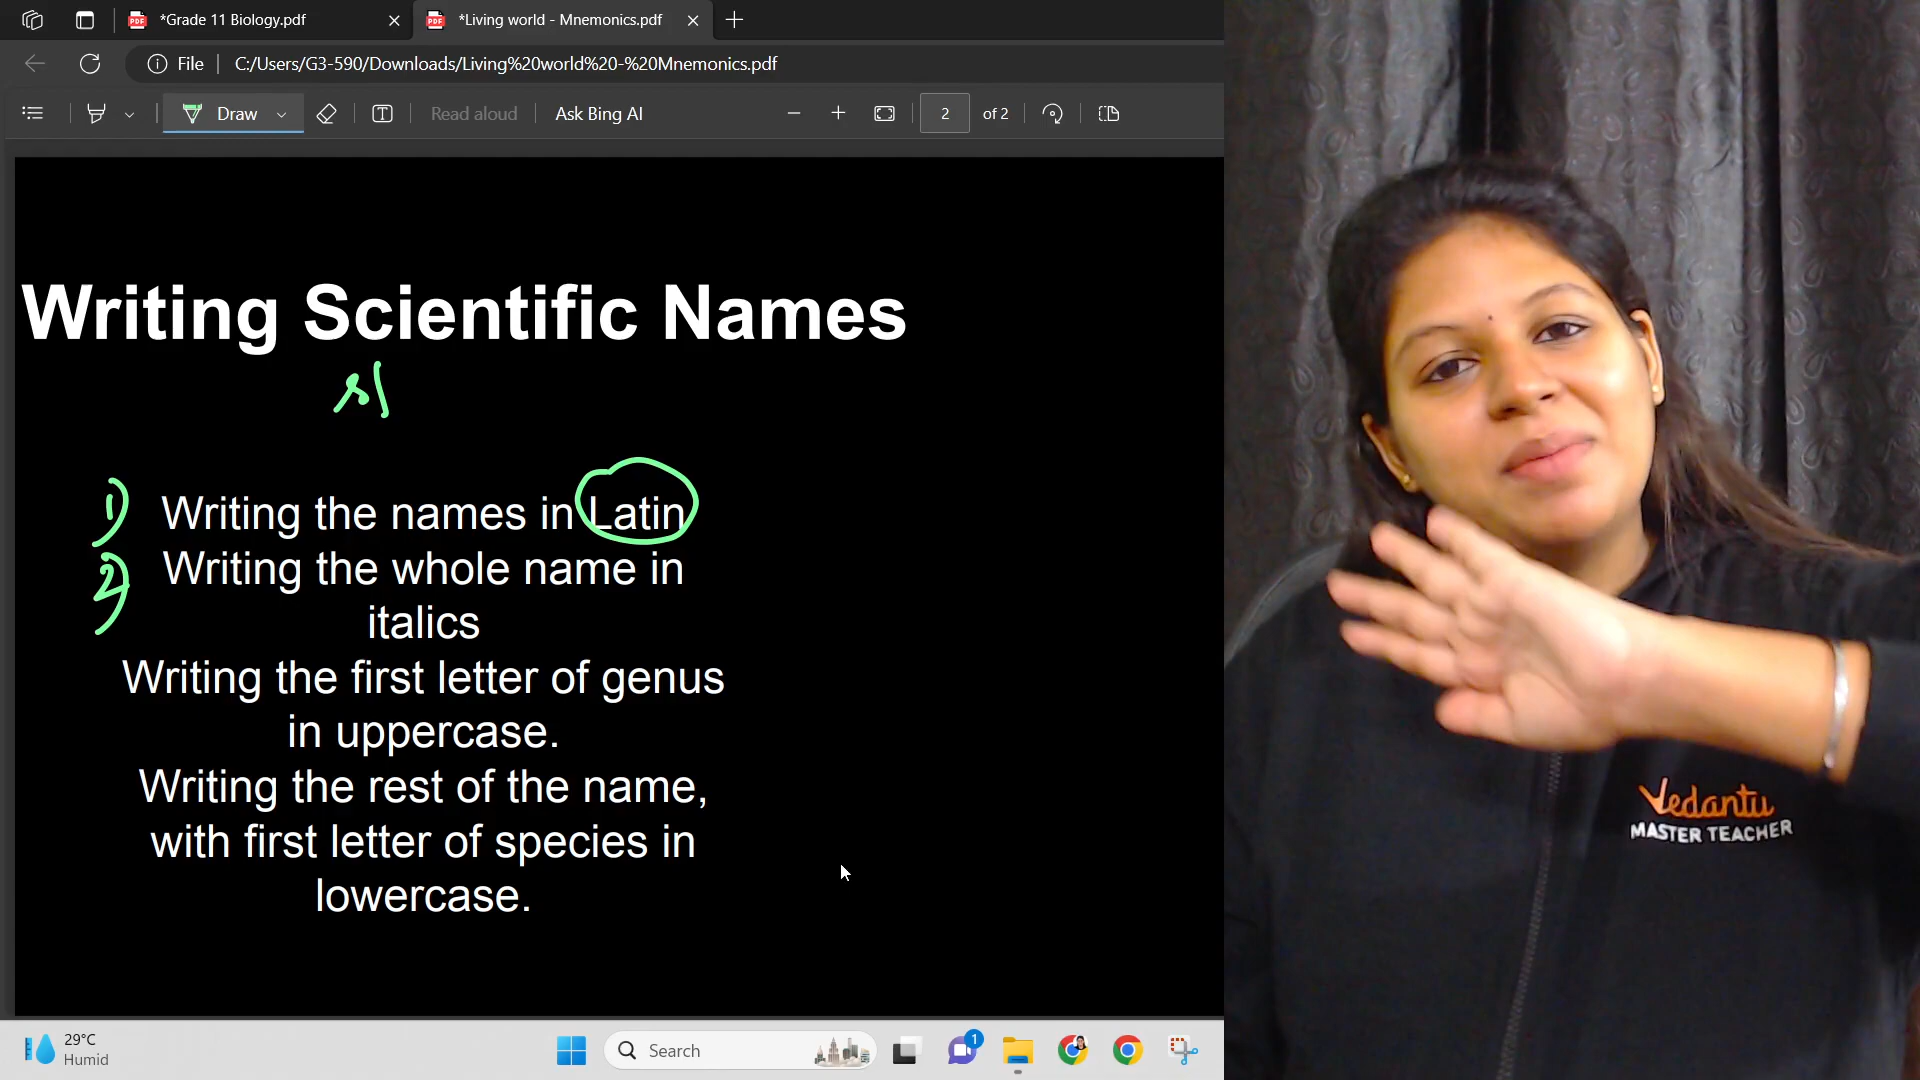 *Grade 11 Biology.pdf
*Living world - Mnemonics.pdf
File
C:/Users/G3-590/Downloads/Living%20world%20-%20Mnemonics.pdf
Draw
Read aloud
Ask Bing AI
2
of 2
Writing Scientific Names
1) Writing the names in Latin
2) Writing the whole name in
italics
Writing the first letter of genus
in uppercase.
Writing the rest of the name,
with first letter of species in
lowercase.
Vedantu
MASTER TEACHER
29°C
Humid
Search
1